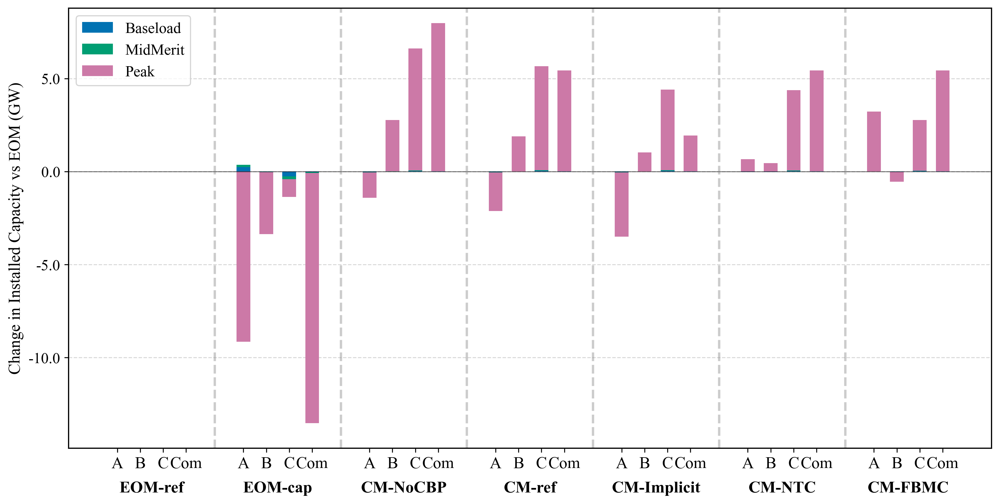 Baseload
MidMerit
Peak
Change in Installed Capacity vs EOM (GW)
5.0
0.0
-5.0
-10.0
A B C Com A B C Com A B C Com A B C Com A B C Com A B C Com A B C Com
EOM-ref EOM-cap CM-NoCBP CM-ref CM-Implicit CM-NTC CM-FBMC